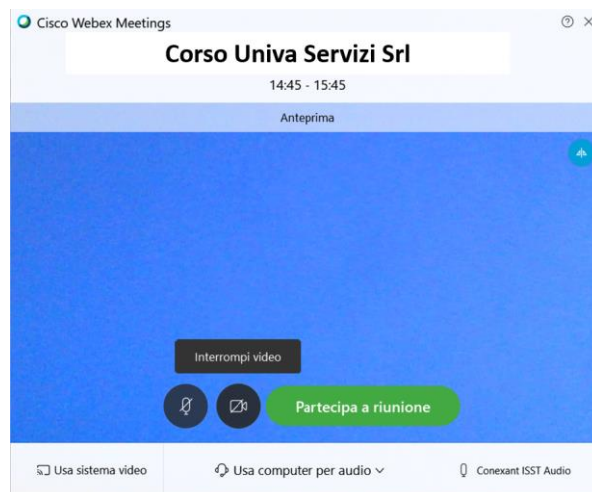 Cisco Webex Meetings
Corso Univa Servizi Srl
14:45 - 15:45
Anteprima
Interrompi video
Partecipa a riunione
Usa sistema video
Usa computer per audio
Conexant ISST Audio